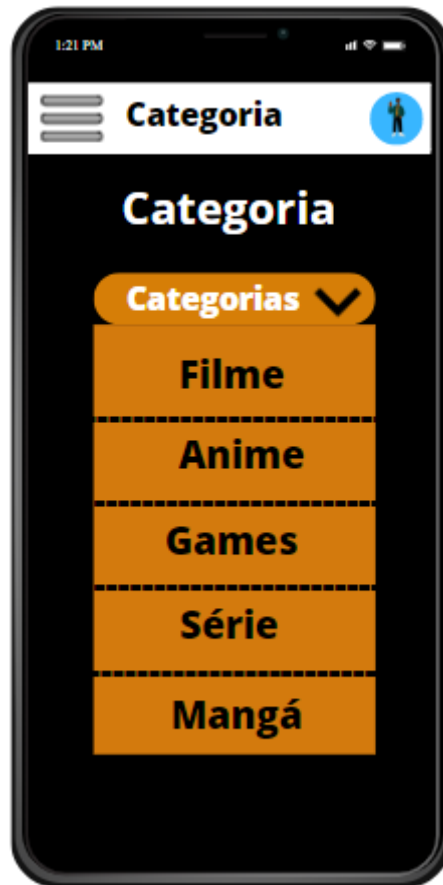 1:21 PM
Categoria
Categoria
Categorias
Filme
Anime
Games
Série
Mangá